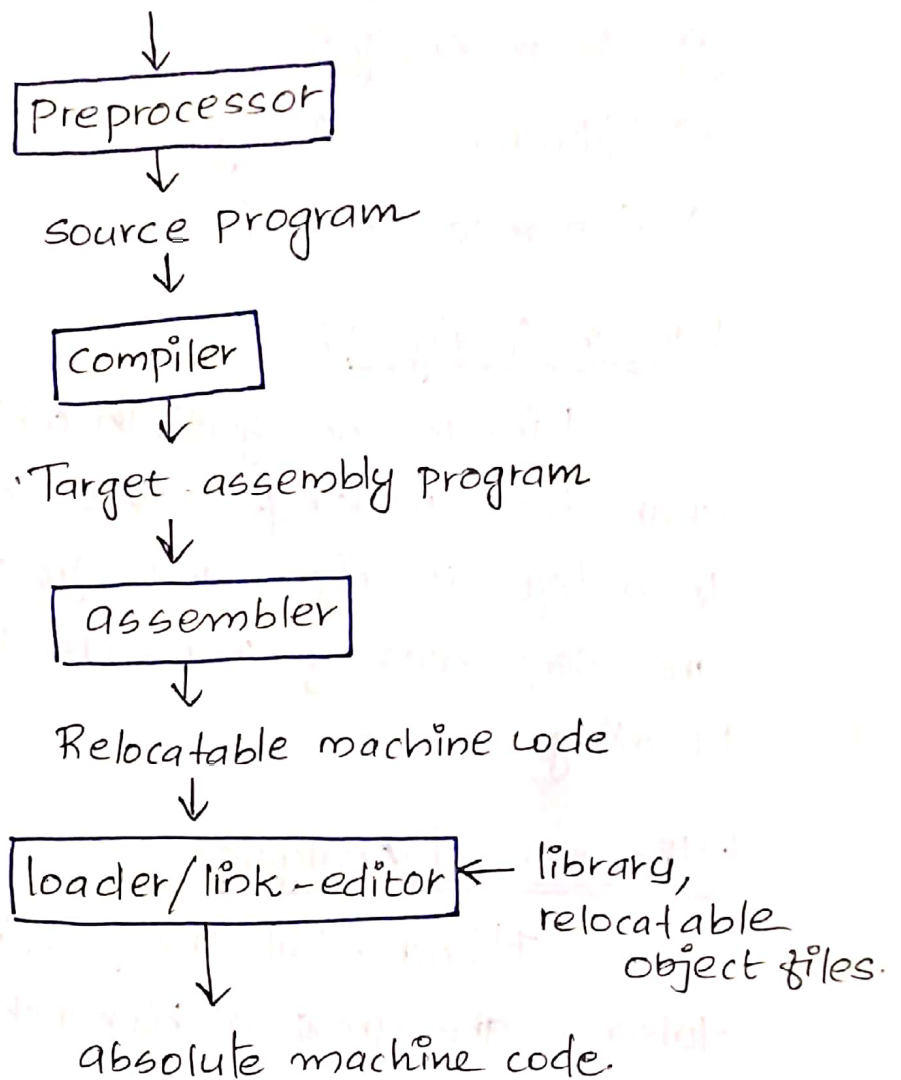 Preprocessor
source program
compiler
Target assembly program
assembler
Relocatable machine code
loader/link-editor ← library,
relocatable
object files.
absolute machine code.